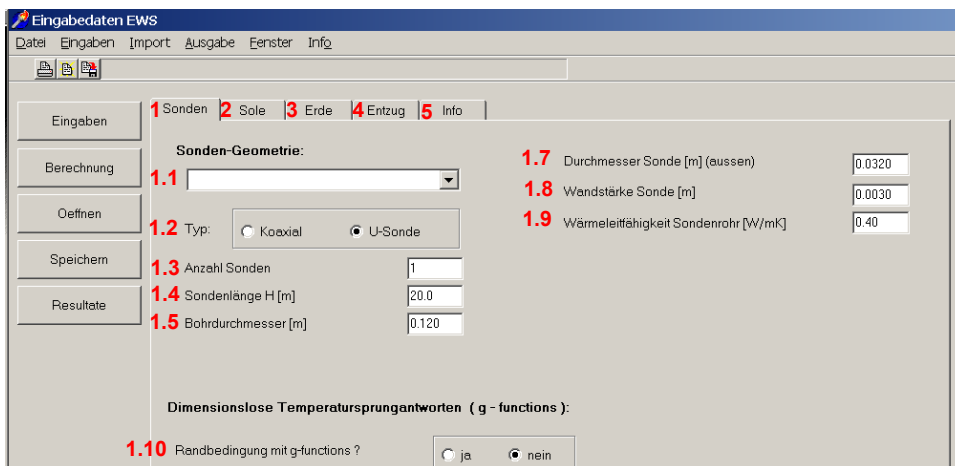 Eingabedaten EWS
Datei Eingaben Import Ausgabe Fenster Info
1 Sonden 2 Sole 3 Erde 4 Entzug 5 Info
Eingaben
Berechnung
Oeffnen
Speichern
Resultate
Sonden-Geometrie:
1.1
1.2 Typ: Koaxial U-Sonde
1.3 Anzahl Sonden 1
1.4 Sondenlänge H [m] 20.0
1.5 Bohrdurchmesser [m] 0.120
1.7 Durchmesser Sonde [m] (aussen) 0.0320
1.8 Wandstärke Sonde [m] 0.0030
1.9 Wärmeleitfähigkeit Sondenrohr [W/mK] 0.40
Dimensionslose Temperatursprungantworten ( g - functions ):
1.10 Randbedingung mit g-functions ? ja nein